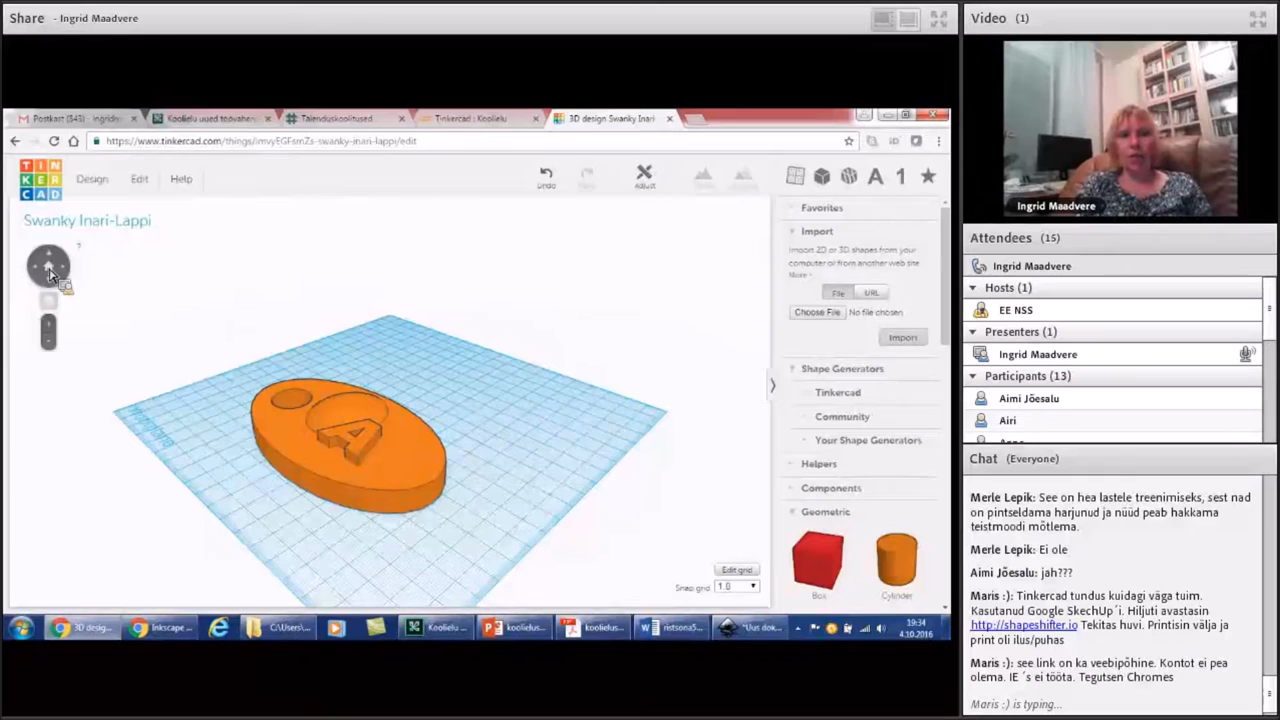 Share - Ingrid Maadvere
Postkast (343) - ingridk
Koolielu uued töövahen
Täienduskoolitused
Tinkercad : Koolielu
3D design Swanky Inari
https://www.tinkercad.com/things/imvyEGFsmZs-swanky-inari-lappi/edit
TINKERCAD
Design
Edit
Help
Undo
Adjust
Swanky Inari-Lappi
A
Favorites
Import
Import 2D or 3D shapes from your
computer or from another web site
More
File
URL
Choose File
No file chosen
Import
Shape Generators
Tinkercad
Community
Your Shape Generators
Helpers
Components
Geometric
Box
Cylinder
Edit grid
Snap grid
1.0
3D desig...
Inkscape ...
C:\Users\...
Koolielu ...
koolielus...
koolielus...
ristsona5...
*Uus dok...
19:34
4.10.2016
Video (1)
Ingrid Maadvere
Attendees (15)
Ingrid Maadvere
Hosts (1)
EE NSS
Presenters (1)
Ingrid Maadvere
Participants (13)
Aimi Jõesalu
Airi
Chat (Everyone)
Merle Lepik: See on hea lastele treenimiseks, sest nad
on pintseldama harjunud ja nüüd peab hakkama
teistmoodi mõtlema.
Merle Lepik: Ei ole
Aimi Jõesalu: jah???
Maris :): Tinkercad tundus kuidagi väga tuim.
Kasutanud Google SkechUp´i. Hiljuti avastasin
http://shapeshifter.io Tekitas huvi. Printisin välja ja
print oli ilus/puhas
Maris :): see link on ka veebipõhine. Kontot ei pea
olema. IE ´s ei tööta. Tegutsen Chromes
Maris :) is typing...